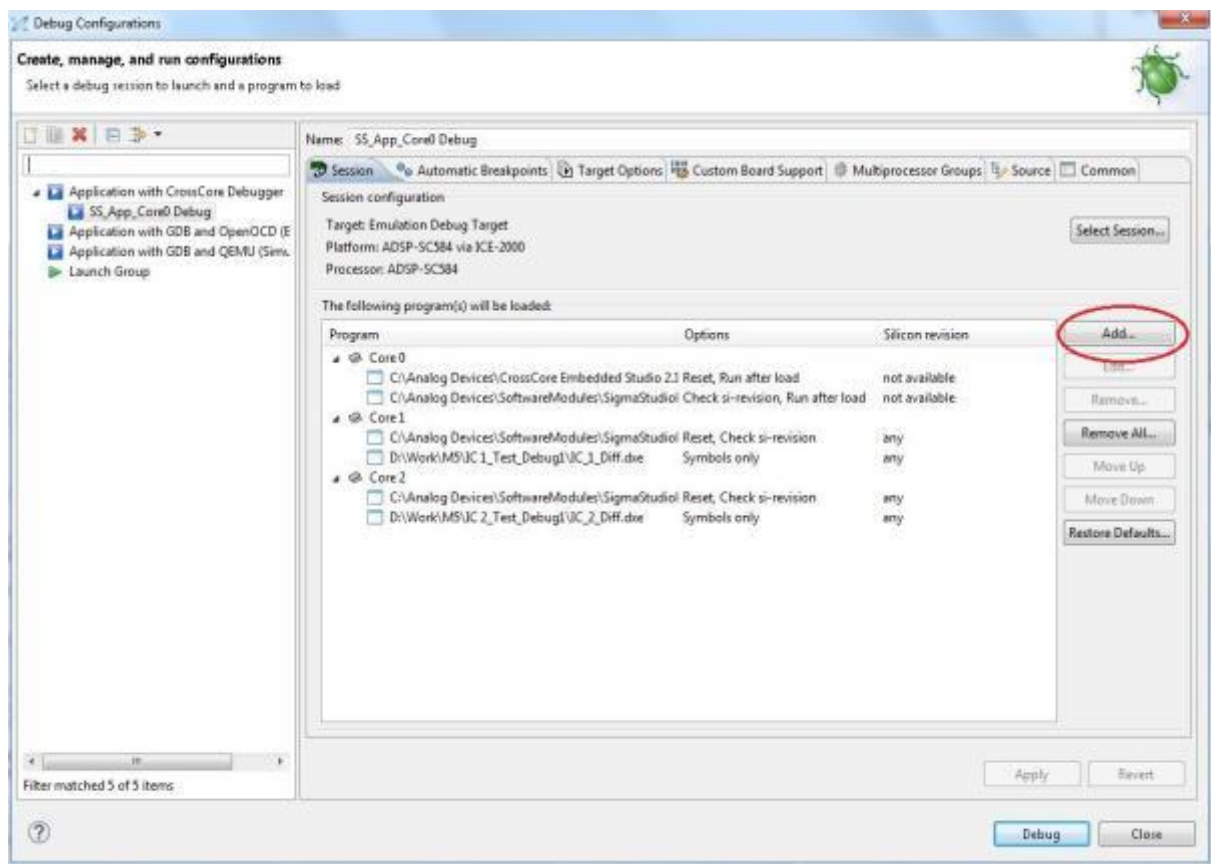 Debug Configurations
Create, manage, and run configurations
Select a debug session to launch and a program to load
Name: SS_App_Core0 Debug
Session Automatic Breakpoints Target Options Custom Board Support Multiprocessor Groups Source Common
Application with CrossCore Debugger
SS_App_Core0 Debug
Application with GDB and OpenOCD (E
Application with GDB and QEMU (Simu
Launch Group
Session configuration
Target: Emulation Debug Target
Platform: ADSP-SC584 via ICE-2000
Processor: ADSP-SC584
Select Session...
The following program(s) will be loaded:
Program Options Silicon revision
Core 0
C:\Analog Devices\CrossCore Embedded Studio 2.1 Reset, Run after load not available
C:\Analog Devices\SoftwareModules\SigmaStudio Check si-revision, Run after load not available
Core 1
C:\Analog Devices\SoftwareModules\SigmaStudio Reset, Check si-revision any
D:\Work\M5\IC 1_Test_Debug1\IC_1_Diff.dxe Symbols only any
Core 2
C:\Analog Devices\SoftwareModules\SigmaStudio Reset, Check si-revision any
D:\Work\M5\IC 2_Test_Debug1\IC_2_Diff.dxe Symbols only any
Add...
Edit...
Remove...
Remove All...
Move Up
Move Down
Restore Defaults...
Filter matched 5 of 5 items
Apply Revert
Debug Close